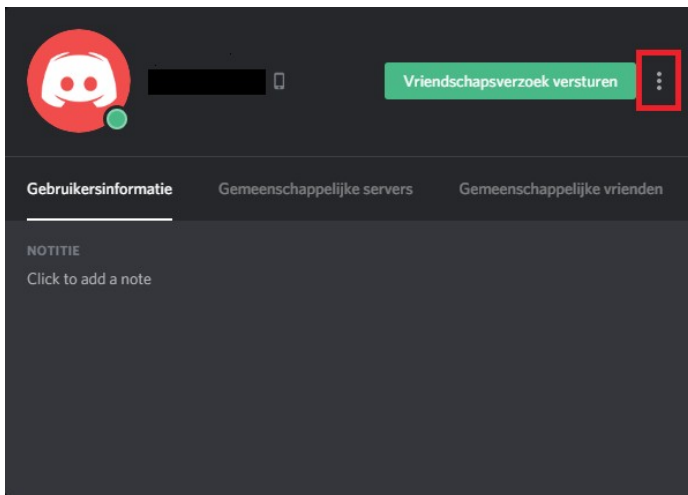 Vriendschapsverzoek versturen
Gebruikersinformatie Gemeenschappelijke servers Gemeenschappelijke vrienden
NOTITIE
Click to add a note